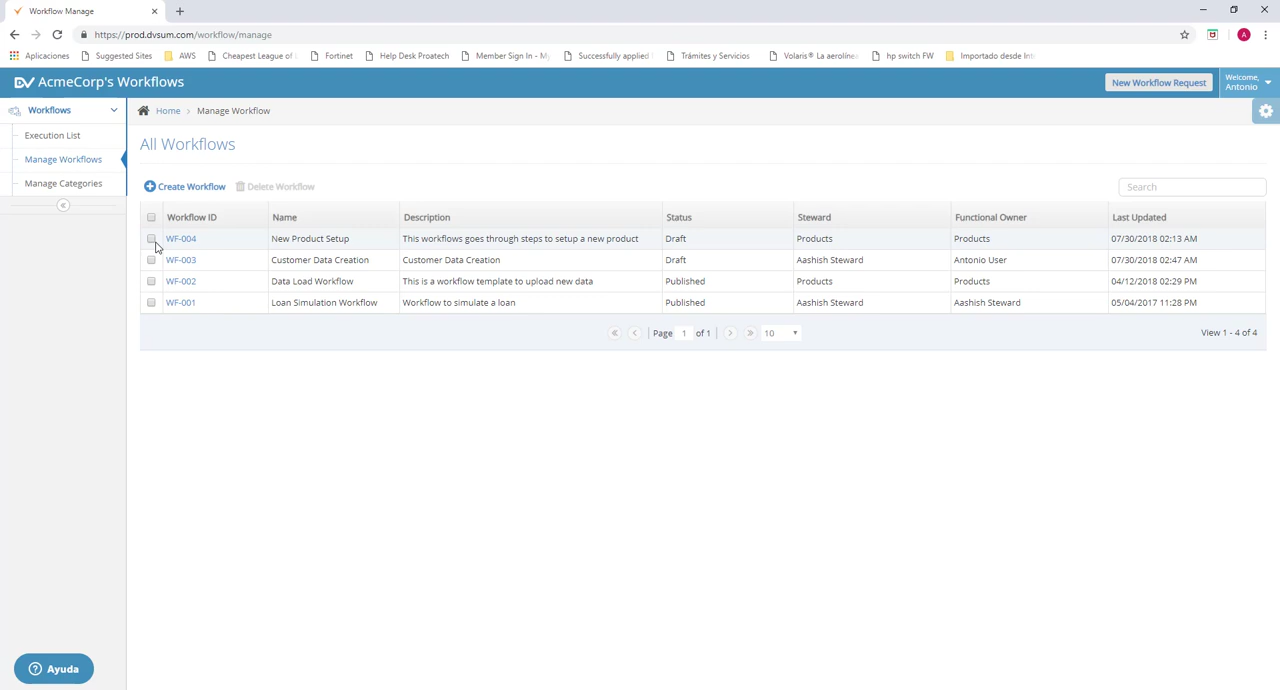 Workflow Manage
https://prod.dvsum.com/workflow/manage
Aplicaciones Suggested Sites AWS Cheapest League of L Fortinet Help Desk Proatech Member Sign In - My Successfully applied Trámites y Servicios Volaris® La aerolínea hp switch FW Importado desde Int
DV AcmeCorp's Workflows New Workflow Request Welcome, Antonio
Workflows
Execution List
Manage Workflows
Manage Categories
Home > Manage Workflow
All Workflows
Create Workflow Delete Workflow Search
Workflow ID Name Description Status Steward Functional Owner Last Updated
WF-004 New Product Setup This workflows goes through steps to setup a new product Draft Products Products 07/30/2018 02:13 AM
WF-003 Customer Data Creation Customer Data Creation Draft Aashish Steward Antonio User 07/30/2018 02:47 AM
WF-002 Data Load Workflow This is a workflow template to upload new data Published Products Products 04/12/2018 02:29 PM
WF-001 Loan Simulation Workflow Workflow to simulate a loan Published Aashish Steward Aashish Steward 05/04/2017 11:28 PM
Page 1 of 1 10 View 1 - 4 of 4
Ayuda